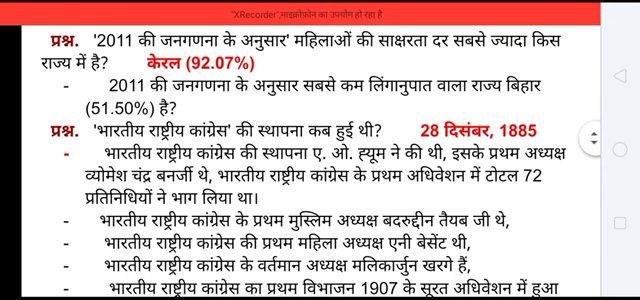 "XRecorder",माइक्रोफ़ोन का उपयोग हो रहा है
प्रश्न. '2011 की जनगणना के अनुसार' महिलाओं की साक्षरता दर सबसे ज्यादा किस
राज्य में है? केरल (92.07%)
- 2011 की जनगणना के अनुसार सबसे कम लिंगानुपात वाला राज्य बिहार
(51.50%) है?
प्रश्न. 'भारतीय राष्ट्रीय कांग्रेस' की स्थापना कब हुई थी? 28 दिसंबर, 1885
- भारतीय राष्ट्रीय कांग्रेस की स्थापना ए. ओ. ह्यूम ने की थी, इसके प्रथम अध्यक्ष
व्योमेश चंद्र बनर्जी थे, भारतीय राष्ट्रीय कांग्रेस के प्रथम अधिवेशन में टोटल 72
प्रतिनिधियों ने भाग लिया था।
- भारतीय राष्ट्रीय कांग्रेस के प्रथम मुस्लिम अध्यक्ष बदरुद्दीन तैयब जी थे,
- भारतीय राष्ट्रीय कांग्रेस की प्रथम महिला अध्यक्ष एनी बेसेंट थी,
- भारतीय राष्ट्रीय कांग्रेस के वर्तमान अध्यक्ष मलिकार्जुन खरगे हैं,
- भारतीय राष्ट्रीय कांग्रेस का प्रथम विभाजन 1907 के सूरत अधिवेशन में हुआ